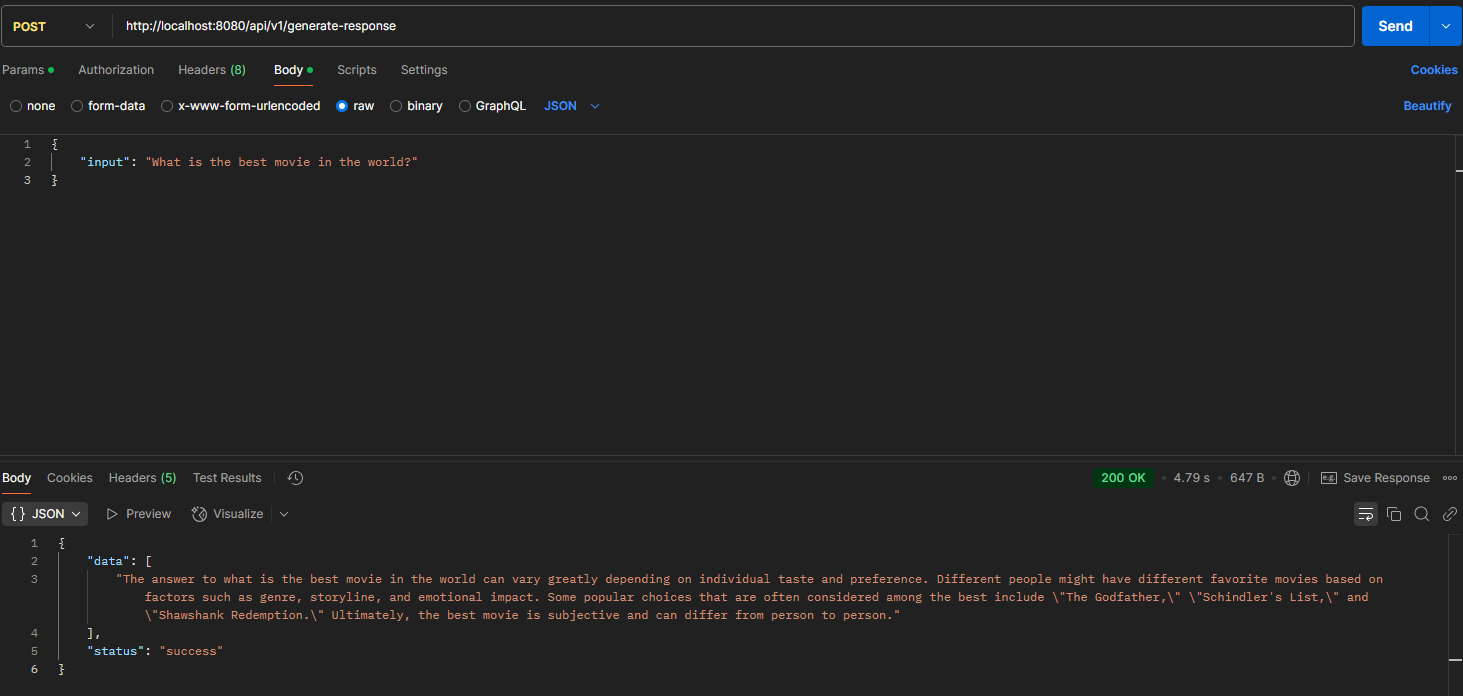 POST http://localhost:8080/api/v1/generate-response Send
Params Authorization Headers (8) Body Scripts Settings Cookies
none form-data x-www-form-urlencoded raw binary GraphQL JSON Beautify
1 {
2 "input": "What is the best movie in the world?"
3 }
Body Cookies Headers (5) Test Results 200 OK 4.79 s 647 B e.g. Save Response
{} JSON Preview Visualize
1 {
2 "data": [
3 "The answer to what is the best movie in the world can vary greatly depending on individual taste and preference. Different people might have different favorite movies based on
factors such as genre, storyline, and emotional impact. Some popular choices that are often considered among the best include \"The Godfather,\" \"Schindler's List,\" and
\"Shawshank Redemption.\" Ultimately, the best movie is subjective and can differ from person to person."
4 ],
5 "status": "success"
6 }